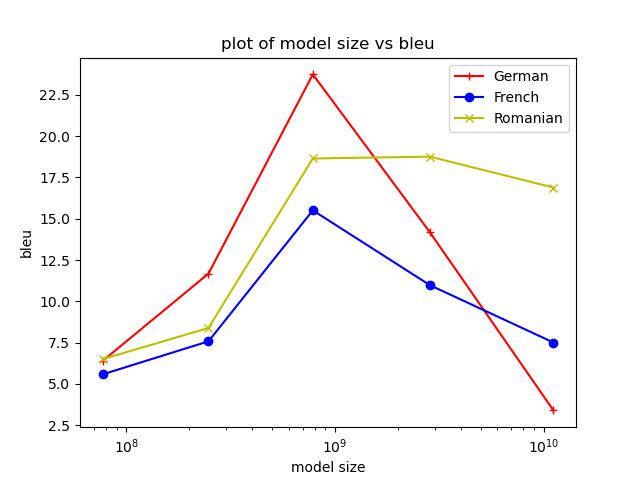 plot of model size vs bleu
German
French
Romanian
22.5
20.0
17.5
15.0
12.5
10.0
7.5
5.0
2.5
bleu
10⁸
10⁹
10¹⁰
model size